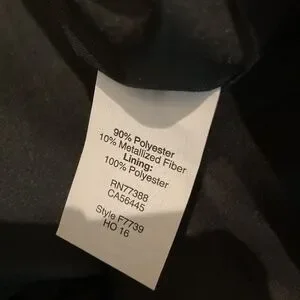 90% Polyester
10% Metallized Fiber
Lining:
100% Polyester
RN77388
CA56445
Style F7739
HO 16